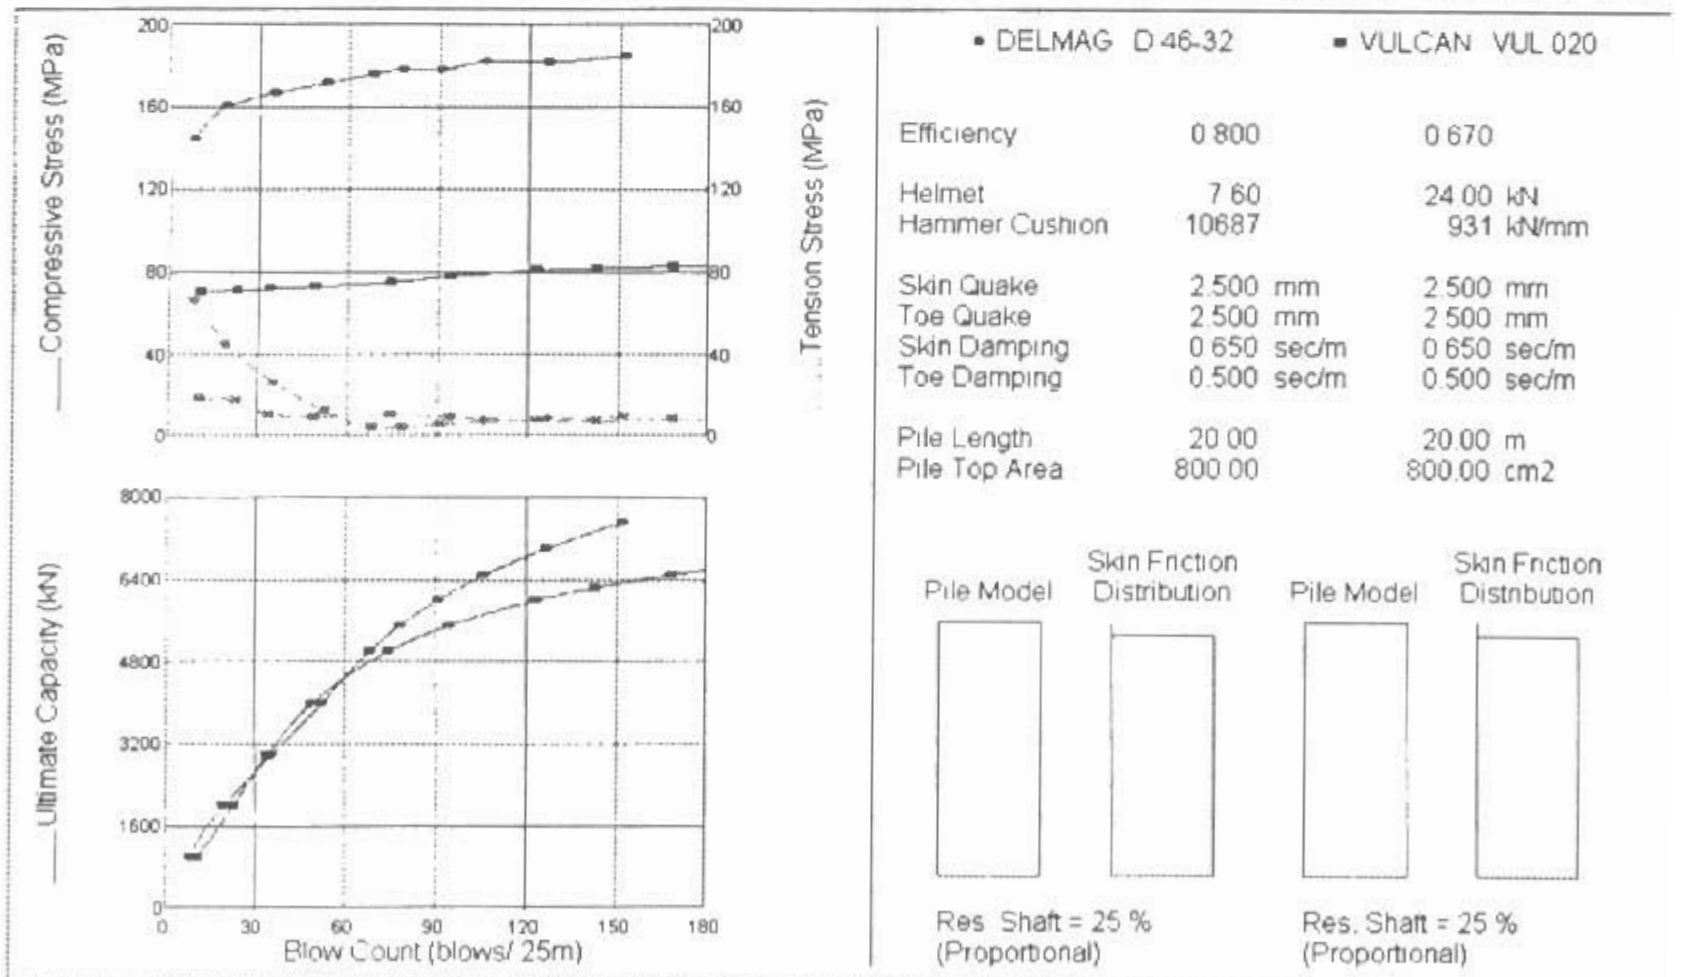 200
160
120
80
40
0
Compressive Stress (MPa)
200
160
120
80
40
0
Tension Stress (MPa)
8000
6400
4800
3200
1600
0
Ultimate Capacity (kN)
0 30 60 90 120 150 180
Blow Count (blows/ 25m)
DELMAG D 46-32 VULCAN VUL 020
Efficiency 0 800 0 670
Helmet 7 60 24 00 kN
Hammer Cushion 10687 931 kN/mm
Skin Quake 2.500 mm 2.500 mm
Toe Quake 2 500 mm 2 500 mm
Skin Damping 0 650 sec/m 0 650 sec/m
Toe Damping 0.500 sec/m 0.500 sec/m
Pile Length 20 00 20.00 m
Pile Top Area 800 00 800.00 cm2
Pile Model
Skin Friction
Distribution
Pile Model
Skin Friction
Distribution
Res Shaft = 25 %
(Proportional)
Res. Shaft = 25 %
(Proportional)